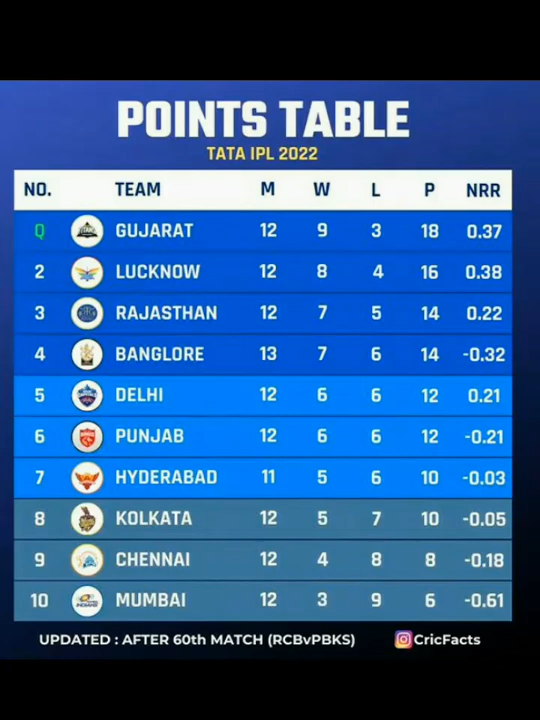 POINTS TABLE
TATA IPL 2022
NO. TEAM M W L P NRR
Q GUJARAT 12 9 3 18 0.37
2 LUCKNOW 12 8 4 16 0.38
3 RAJASTHAN 12 7 5 14 0.22
4 BANGLORE 13 7 6 14 -0.32
5 DELHI 12 6 6 12 0.21
6 PUNJAB 12 6 6 12 -0.21
7 HYDERABAD 11 5 6 10 -0.03
8 KOLKATA 12 5 7 10 -0.05
9 CHENNAI 12 4 8 8 -0.18
10 MUMBAI 12 3 9 6 -0.61
UPDATED : AFTER 60th MATCH (RCBvPBKS) CricFacts